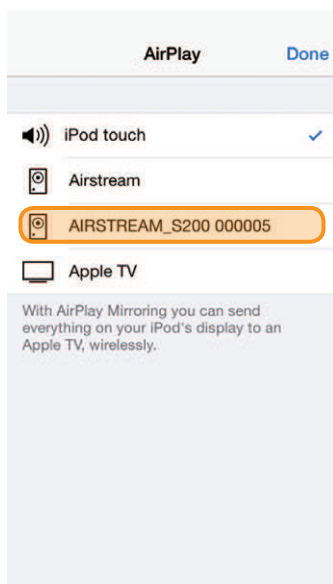 AirPlay Done
iPod touch
Airstream
AIRSTREAM_S200 000005
Apple TV
With AirPlay Mirroring you can send
everything on your iPod's display to an
Apple TV, wirelessly.